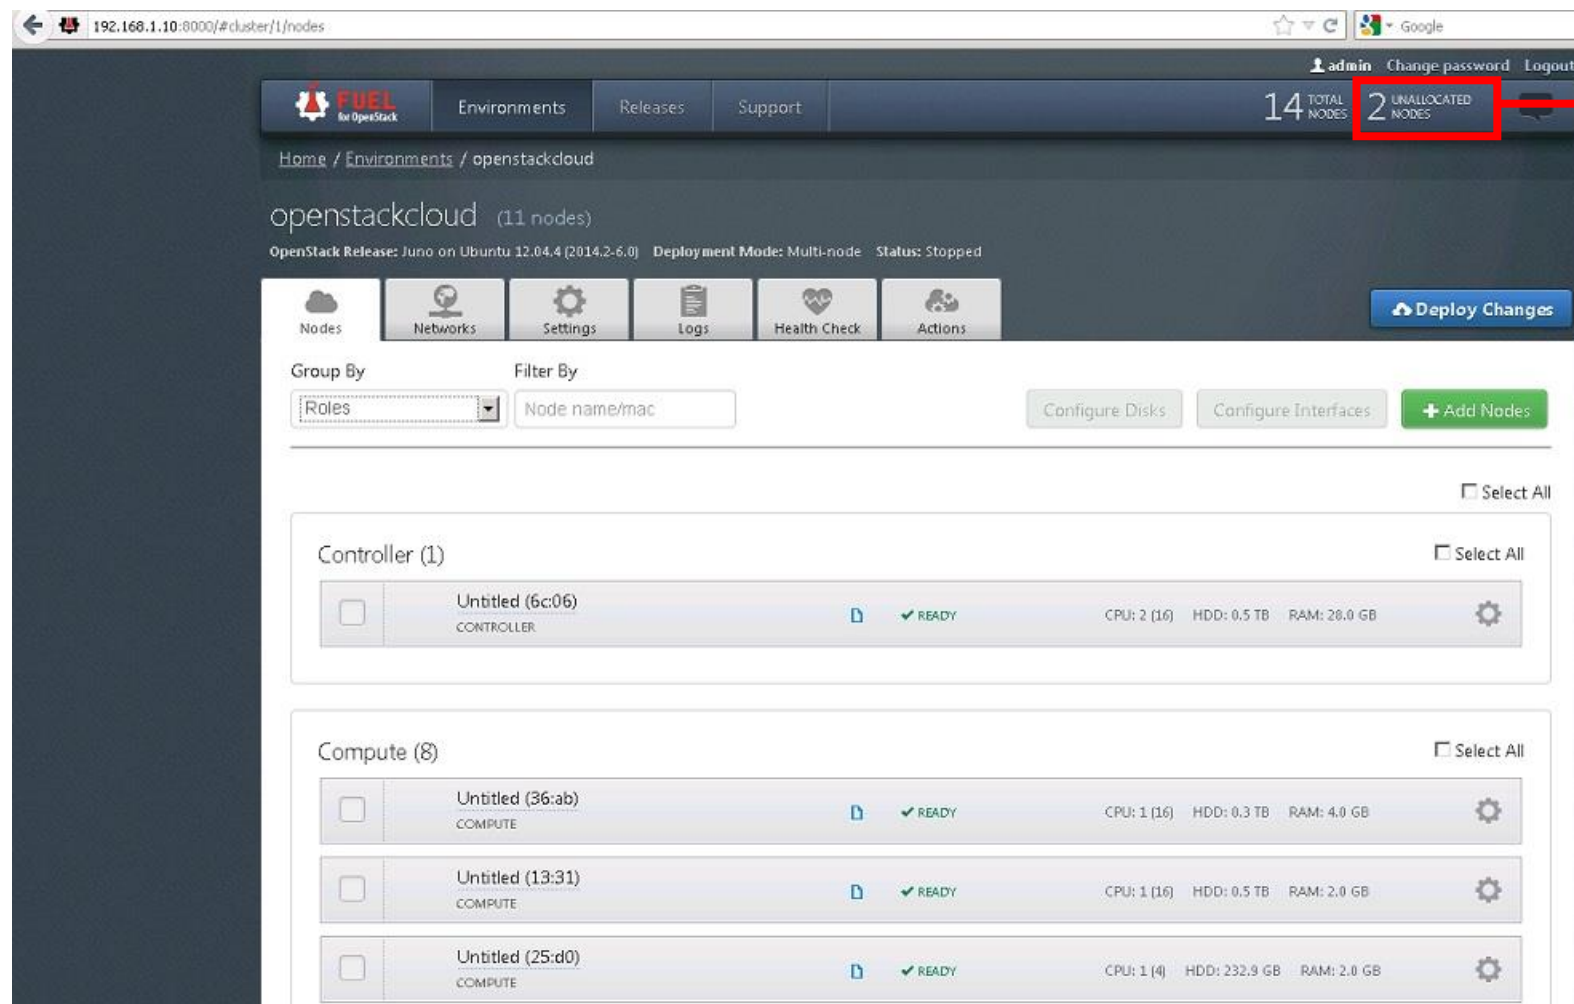 192.168.1.10:8000/#cluster/1/nodes
Google
admin Change password Logout
FUEL
for OpenStack
Environments Releases Support
14 TOTAL NODES 2 UNALLOCATED NODES
Home / Environments / openstackcloud
openstackcloud (11 nodes)
OpenStack Release: Juno on Ubuntu 12.04.4 (2014.2-6.0) Deployment Mode: Multi-node Status: Stopped
Nodes Networks Settings Logs Health Check Actions
Deploy Changes
Group By Filter By
Roles Node name/mac Configure Disks Configure Interfaces + Add Nodes
Select All
Controller (1) Select All
Untitled (6c:06)
CONTROLLER
READY CPU: 2 (16) HDD: 0.5 TB RAM: 28.0 GB
Compute (8) Select All
Untitled (36:ab)
COMPUTE
READY CPU: 1 (16) HDD: 0.3 TB RAM: 4.0 GB
Untitled (13:31)
COMPUTE
READY CPU: 1 (16) HDD: 0.5 TB RAM: 2.0 GB
Untitled (25:d0)
COMPUTE
READY CPU: 1 (4) HDD: 232.9 GB RAM: 2.0 GB